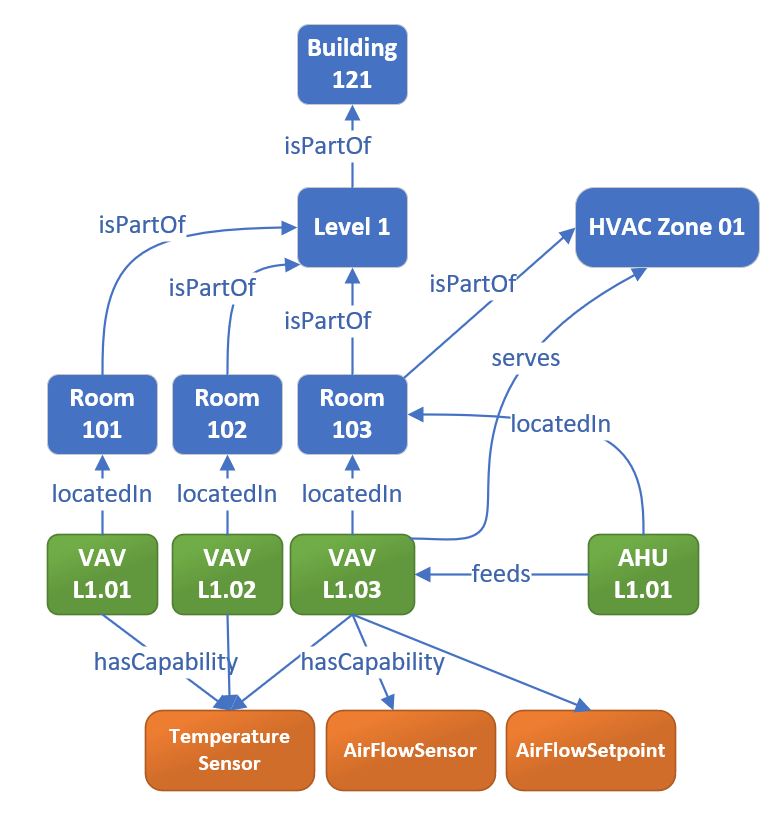 Building
121
isPartOf
isPartOf
Level 1
HVAC Zone 01
isPartOf
isPartOf
isPartOf
serves
Room
101
Room
102
Room
103
locatedIn
locatedIn
locatedIn
locatedIn
VAV
L1.01
VAV
L1.02
VAV
L1.03
feeds
AHU
L1.01
hasCapability
hasCapability
Temperature
Sensor
AirFlowSensor
AirFlowSetpoint